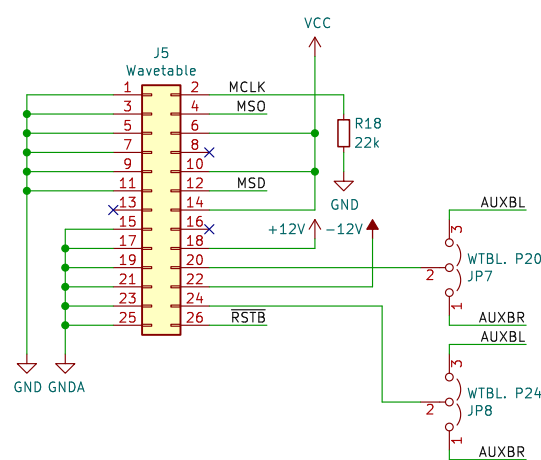 VCC
J5
Wavetable
1 2 MCLK
3 4 MSO
5 6
7 8
9 10
11 12 MSD
13 14
15 16
17 18
19 20
21 22
23 24
25 26 RSTB
R18
22k
GND
+12V -12V
GND GNDA
AUXBL
3
2
1
WTBL. P20
JP7
AUXBR
AUXBL
3
2
1
WTBL. P24
JP8
AUXBR